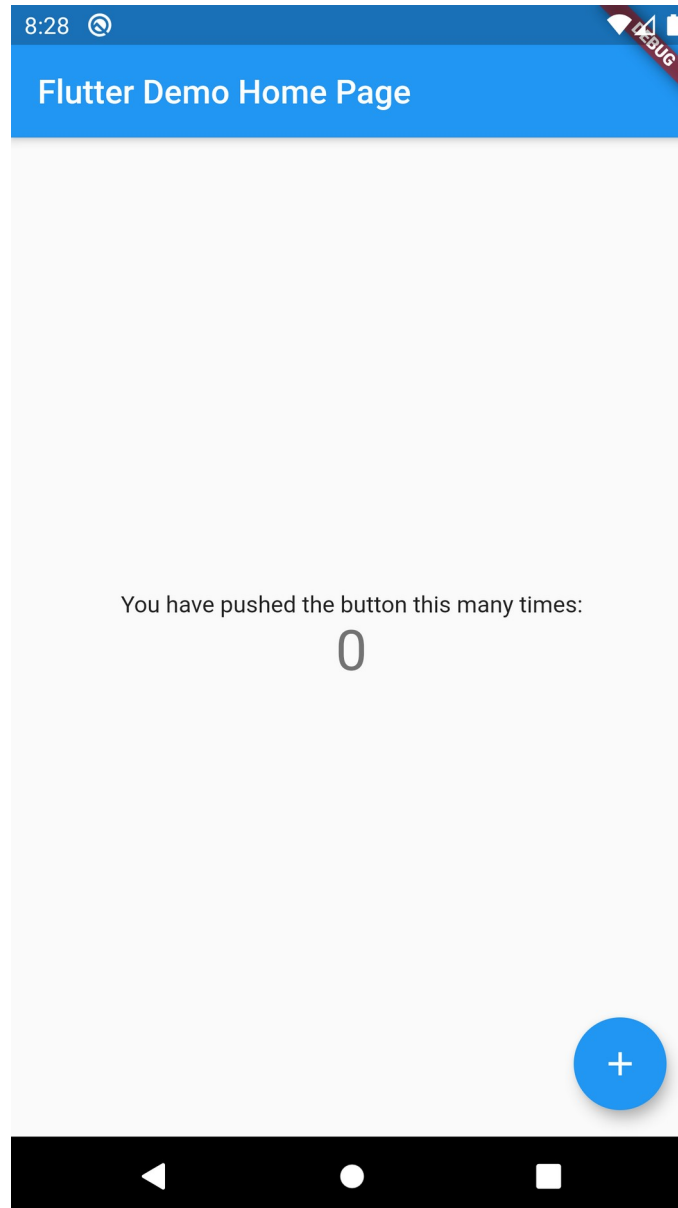 8:28
DEBUG
Flutter Demo Home Page
You have pushed the button this many times:
0
+